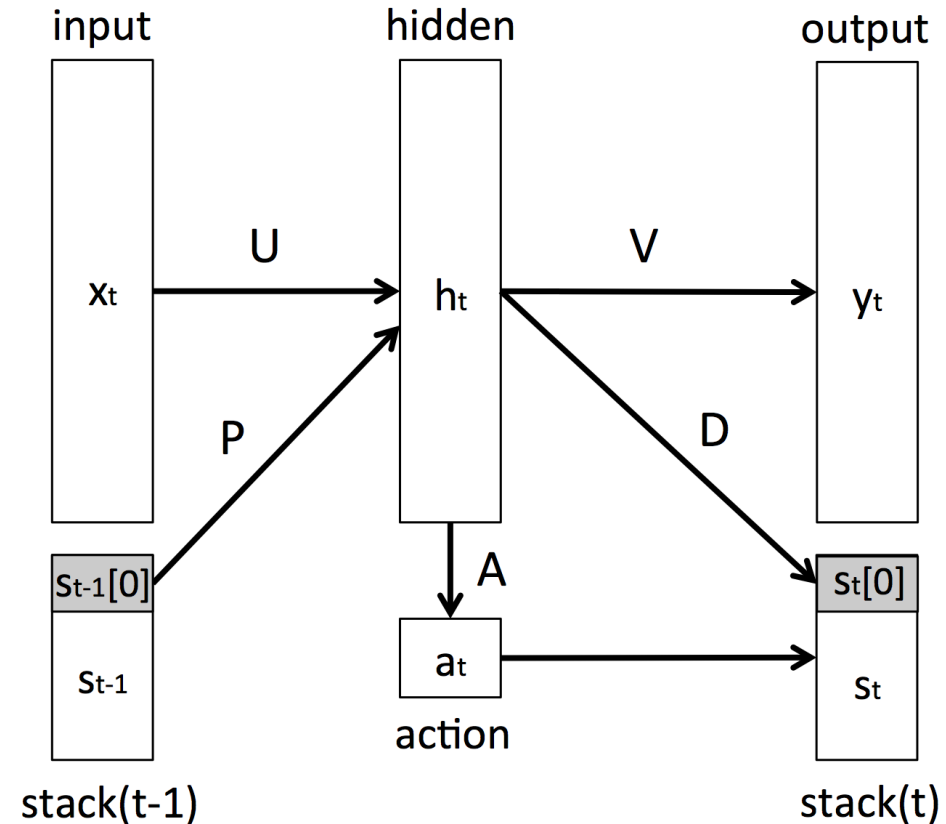 input hidden output
U V
xt ht yt
P D
st-1[0] A st[0]
st-1 at st
action
stack(t-1) stack(t)